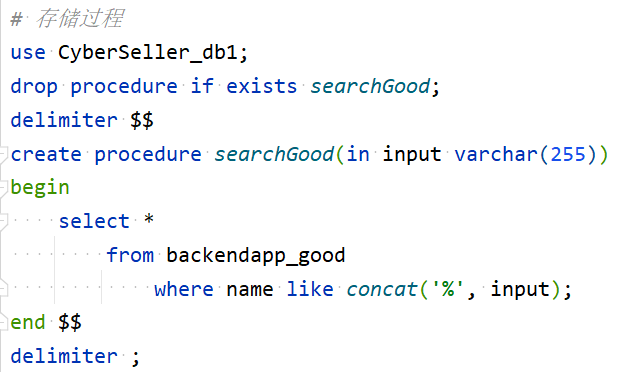 # 存储过程
use CyberSeller_db1;
drop procedure if exists searchGood;
delimiter $$
create procedure searchGood(in input varchar(255))
begin
    select *
        from backendapp_good
            where name like concat('%', input);
end $$
delimiter ;